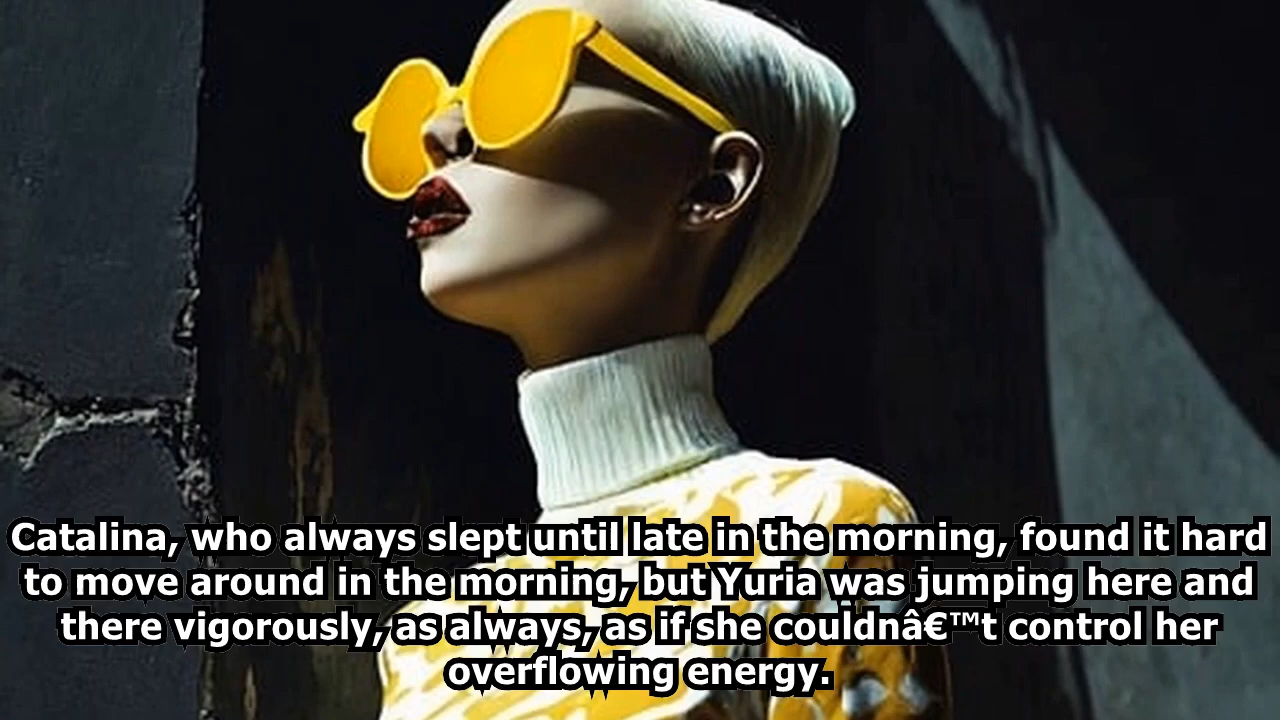 Catalina, who always slept until late in the morning, found it hard
to move around in the morning, but Yuria was jumping here and
there vigorously, as always, as if she couldnâ€™t control her
overflowing energy.